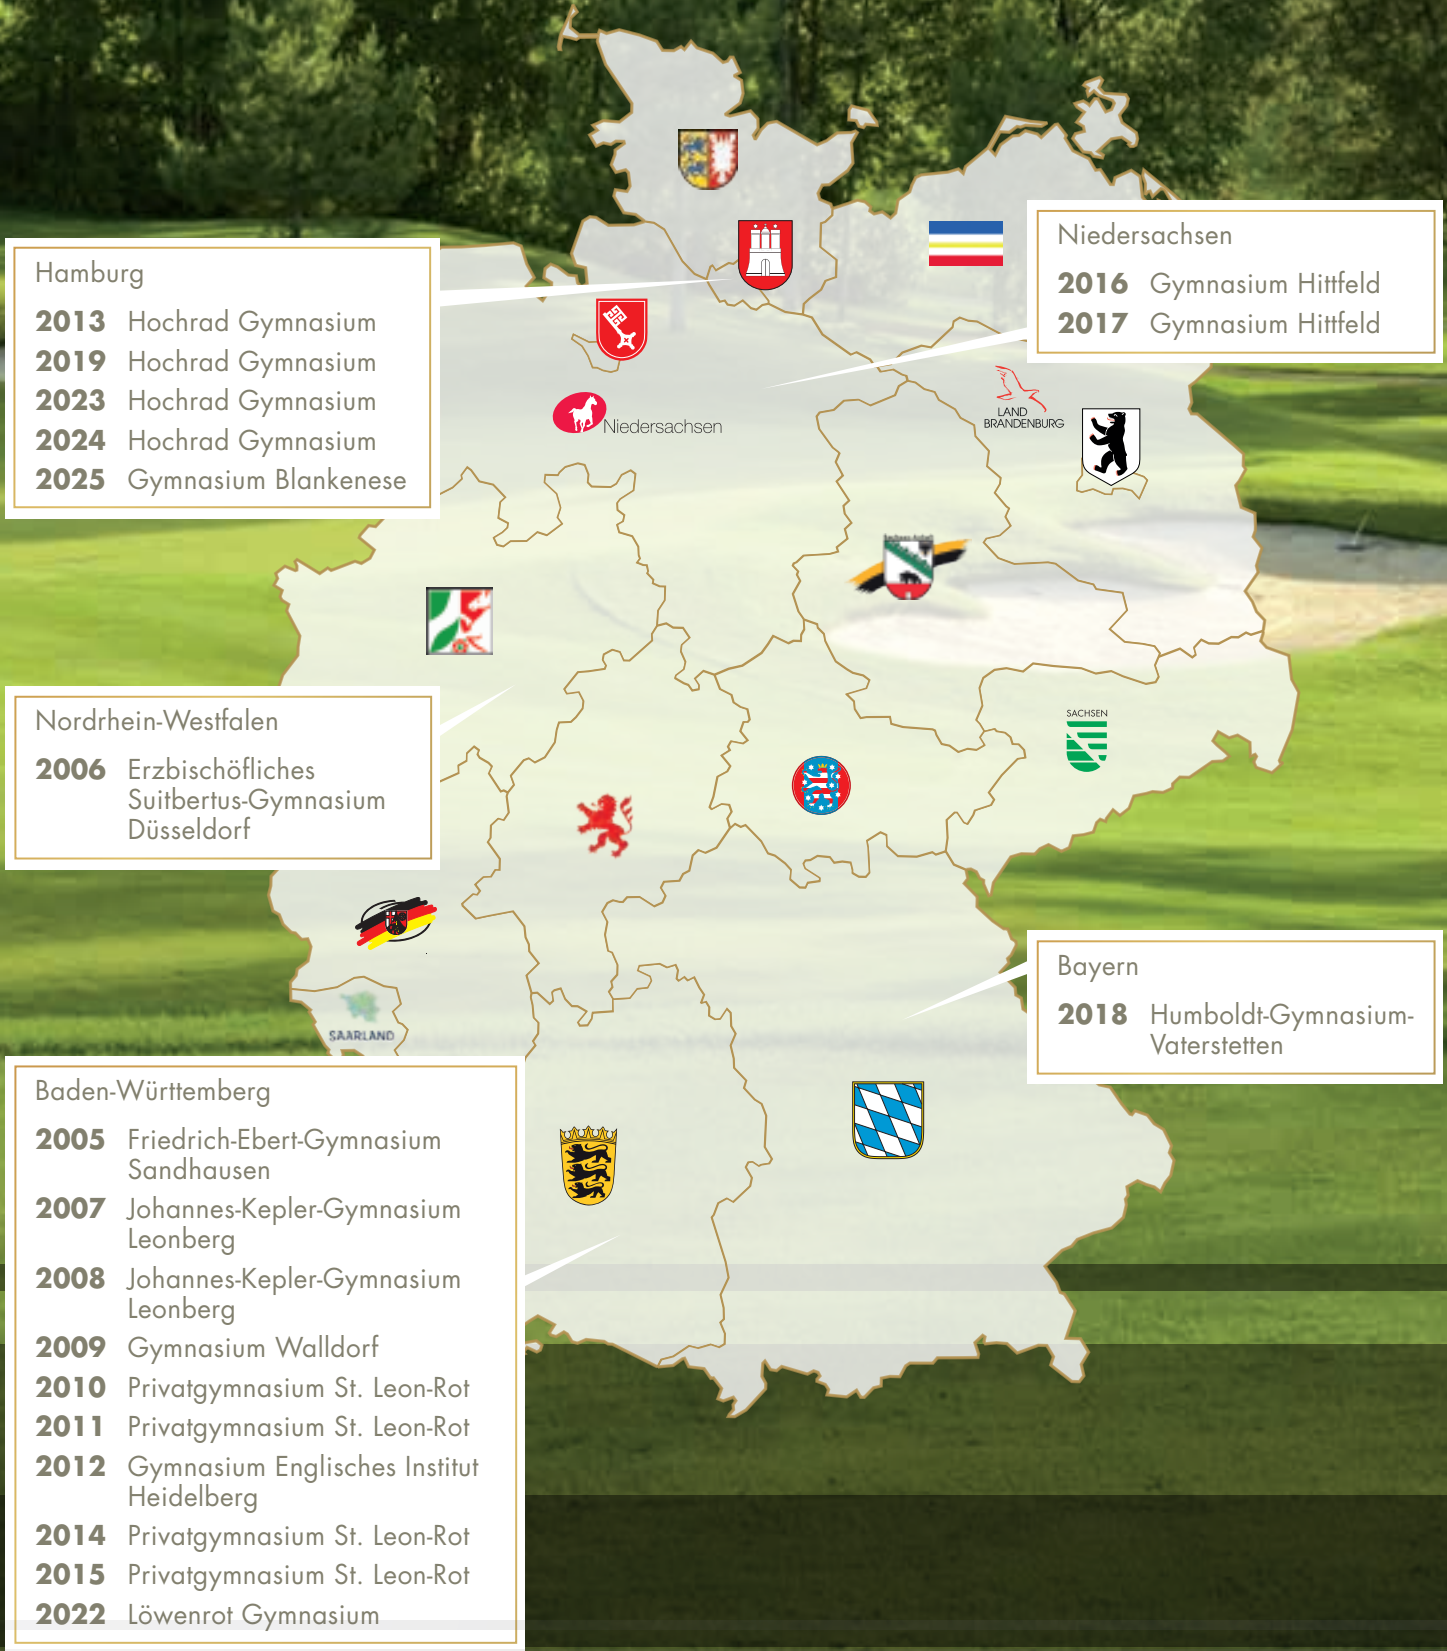 Hamburg
2013 Hochrad Gymnasium
2019 Hochrad Gymnasium
2023 Hochrad Gymnasium
2024 Hochrad Gymnasium
2025 Gymnasium Blankenese
Niedersachsen
2016 Gymnasium Hittfeld
2017 Gymnasium Hittfeld
Niedersachsen
LAND
BRANDENBURG
Nordrhein-Westfalen
2006 Erzbischöfliches
Suitbertus-Gymnasium
Düsseldorf
SACHSEN
SAARLAND
Bayern
2018 Humboldt-Gymnasium-
Vaterstetten
Baden-Württemberg
2005 Friedrich-Ebert-Gymnasium
Sandhausen
2007 Johannes-Kepler-Gymnasium
Leonberg
2008 Johannes-Kepler-Gymnasium
Leonberg
2009 Gymnasium Walldorf
2010 Privatgymnasium St. Leon-Rot
2011 Privatgymnasium St. Leon-Rot
2012 Gymnasium Englisches Institut
Heidelberg
2014 Privatgymnasium St. Leon-Rot
2015 Privatgymnasium St. Leon-Rot
2022 Löwenrot Gymnasium